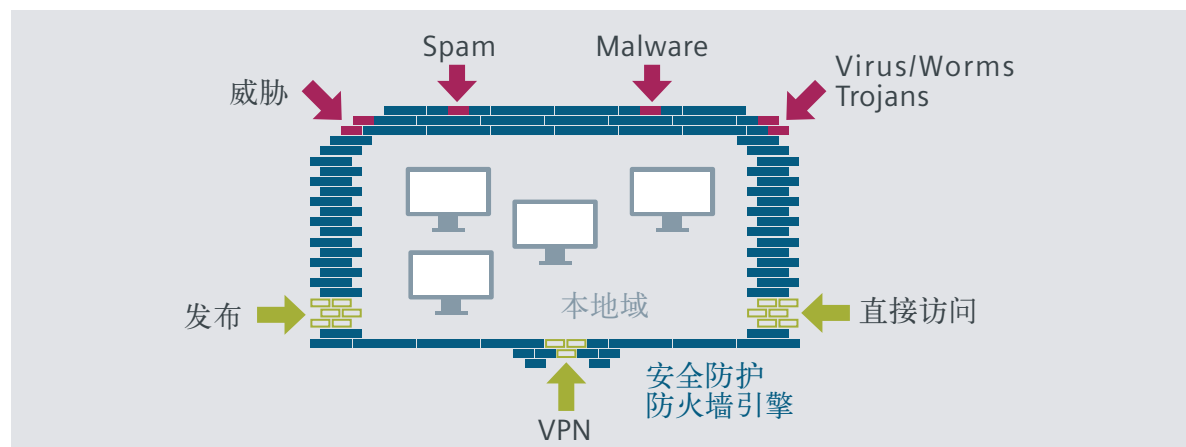 Spam
Malware
Virus/Worms
Trojans
威胁
本地域
发布
直接访问
安全防护
防火墙引擎
VPN